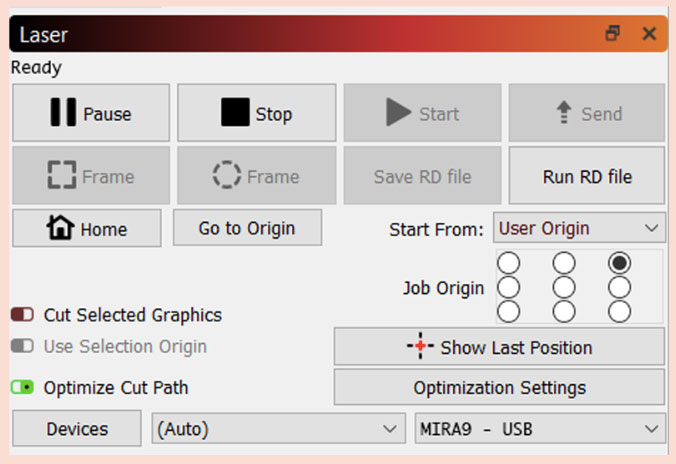 Laser
Ready
Pause Stop Start Send
Frame Frame Save RD file Run RD file
Home Go to Origin Start From: User Origin
Job Origin
Cut Selected Graphics
Use Selection Origin Show Last Position
Optimize Cut Path Optimization Settings
Devices (Auto) MIRA9 - USB